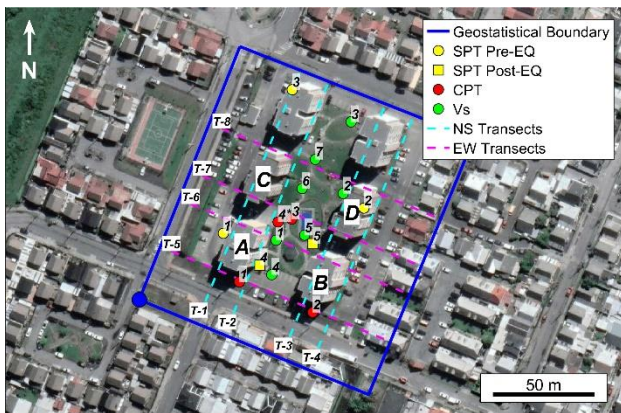 Geostatistical Boundary
SPT Pre-EQ
SPT Post-EQ
CPT
Vs
NS Transects
EW Transects
N
3
3
T-8
7
T-7
C
6
2
2
T-6
D
4*
3
1
1
5
5
T-5
A
4
4
1
B
2
T-1
T-2
T-3
T-4
50 m